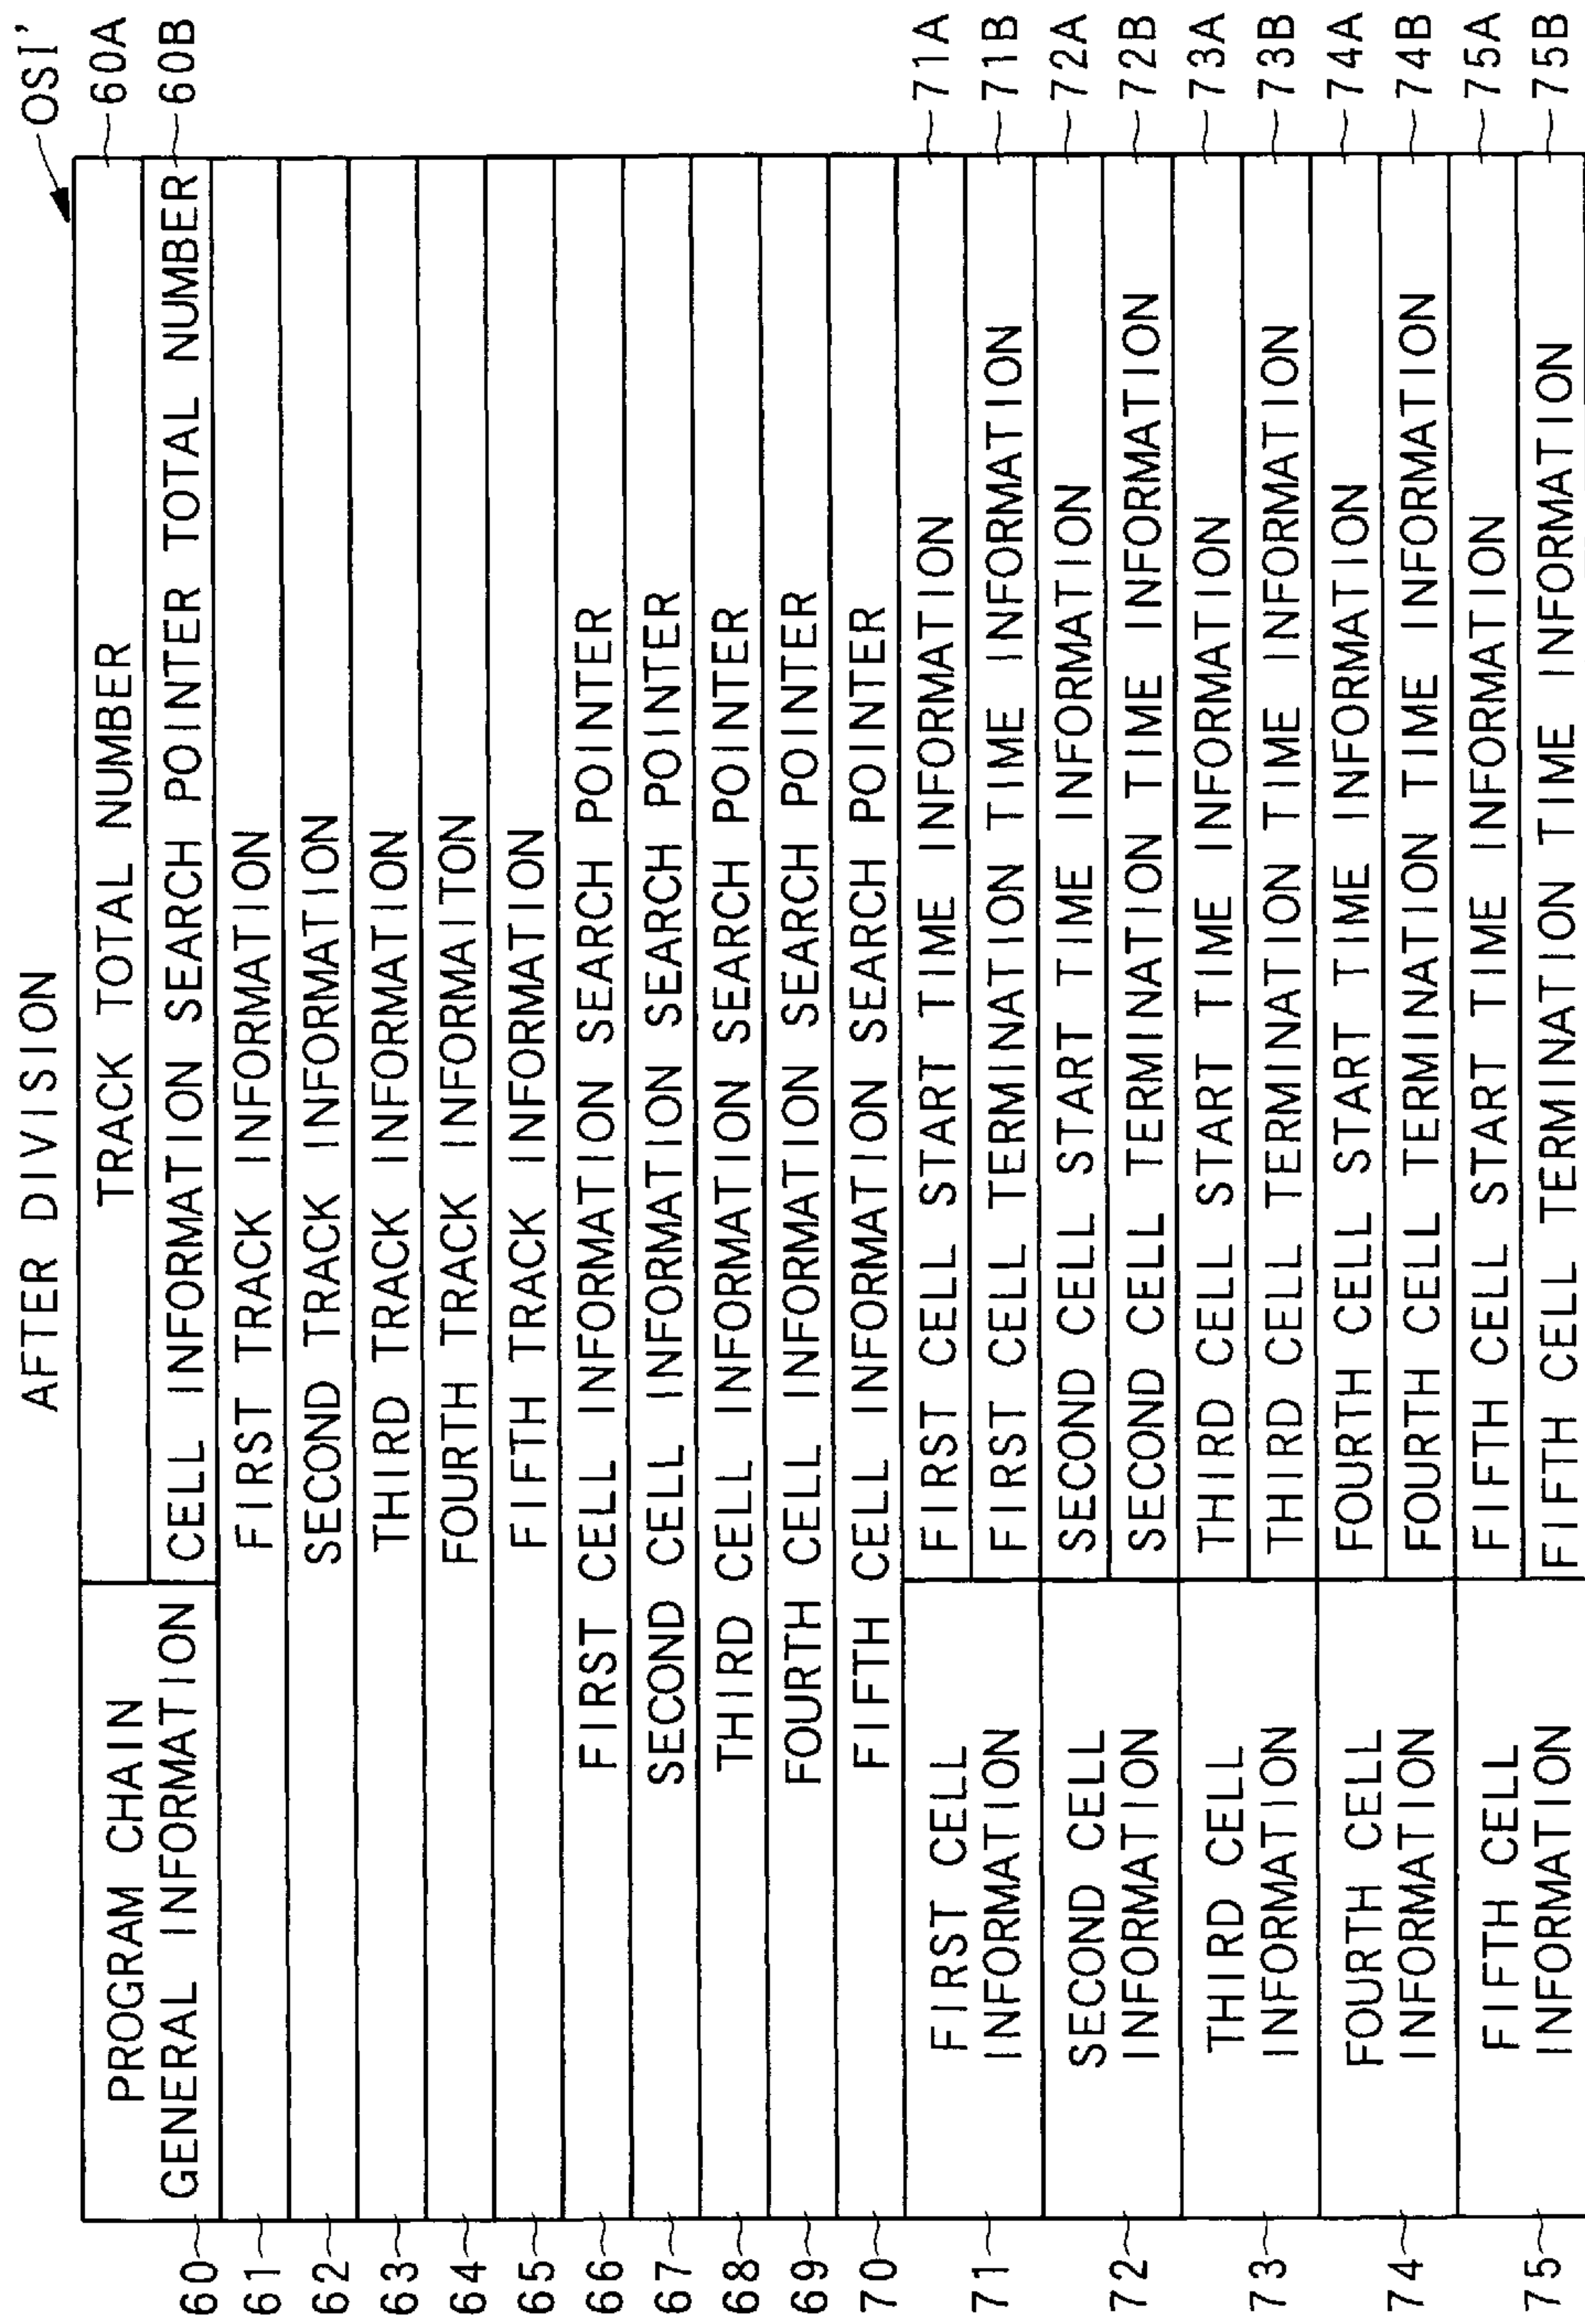 AFTER DIVISION
OSI'
PROGRAM CHAIN
GENERAL INFORMATION
TRACK TOTAL NUMBER
60A
60
CELL INFORMATION SEARCH POINTER TOTAL NUMBER
60B
61
FIRST TRACK INFORMATION
62
SECOND TRACK INFORMATION
63
THIRD TRACK INFORMATION
64
FOURTH TRACK INFORMAITON
65
FIFTH TRACK INFORMATION
66
FIRST CELL INFORMATION SEARCH POINTER
67
SECOND CELL INFORMATION SEARCH POINTER
68
THIRD CELL INFORMATION SEARCH POINTER
69
FOURTH CELL INFORMATION SEARCH POINTER
70
FIFTH CELL INFORMATION SEARCH POINTER
71
FIRST CELL
INFORMATION
FIRST CELL START TIME INFORMATION
71A
FIRST CELL TERMINATION TIME INFORMATION
71B
72
SECOND CELL
INFORMATION
SECOND CELL START TIME INFORMATION
72A
SECOND CELL TERMINATION TIME INFORMATION
72B
73
THIRD CELL
INFORMATION
THIRD CELL START TIME INFORMATION
73A
THIRD CELL TERMINATION TIME INFORMATION
73B
74
FOURTH CELL
INFORMATION
FOURTH CELL START TIME INFORMATION
74A
FOURTH CELL TERMINATION TIME INFORMATION
74B
75
FIFTH CELL
INFORMATION
FIFTH CELL START TIME INFORMATION
75A
FIFTH CELL TERMINATION TIME INFORMATION
75B